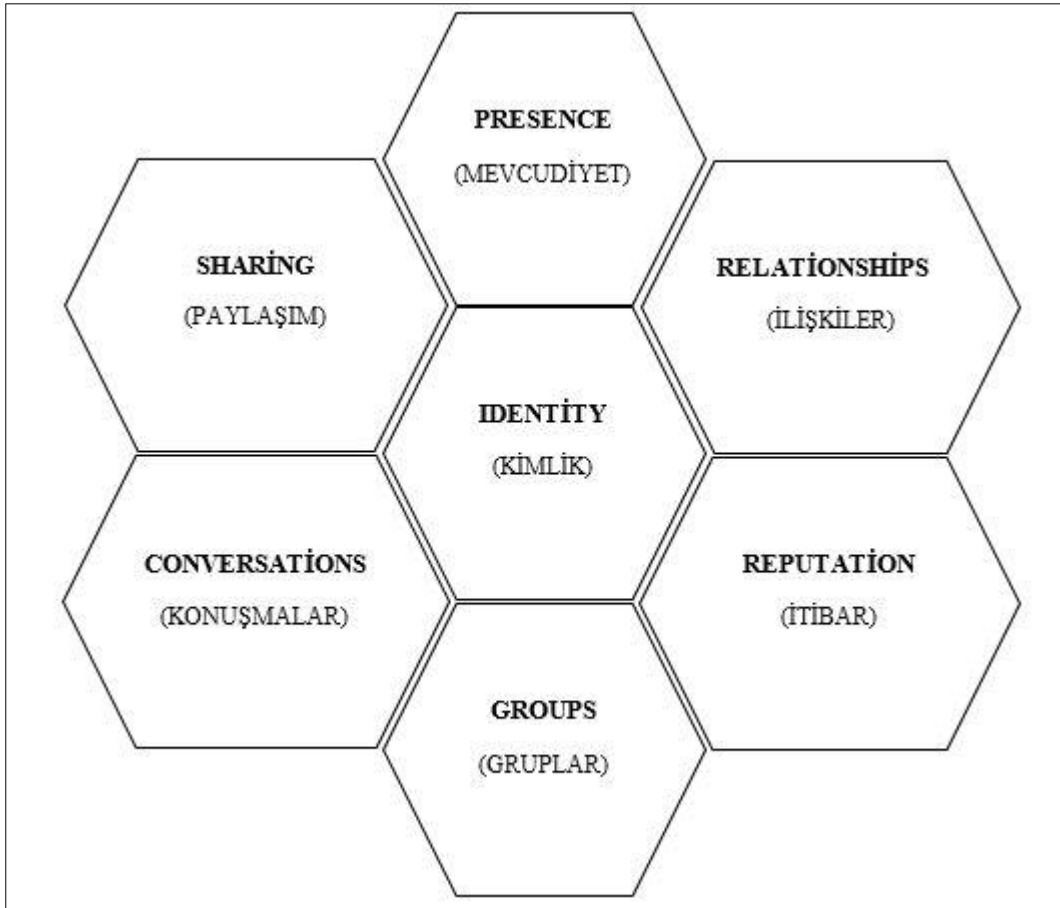 PRESENCE
(MEVCUDİYET)
SHARİNG
(PAYLAŞIM)
RELATİONSHİPS
(İLİŞKİLER)
IDENTİTY
(KİMLİK)
CONVERSATİONS
(KONUŞMALAR)
REPUTATİON
(İTİBAR)
GROUPS
(GRUPLAR)